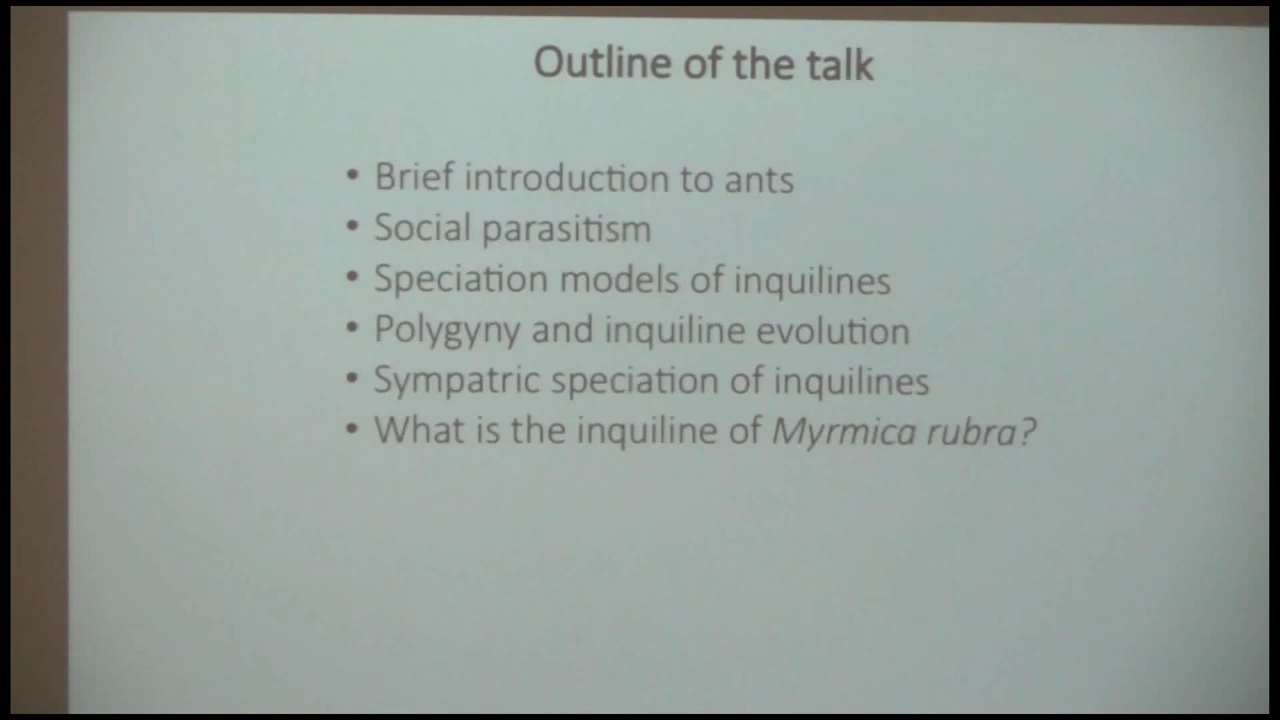 Outline of the talk
• Brief introduction to ants
• Social parasitism
• Speciation models of inquilines
• Polygyny and inquiline evolution
• Sympatric speciation of inquilines
• What is the inquiline of Myrmica rubra?